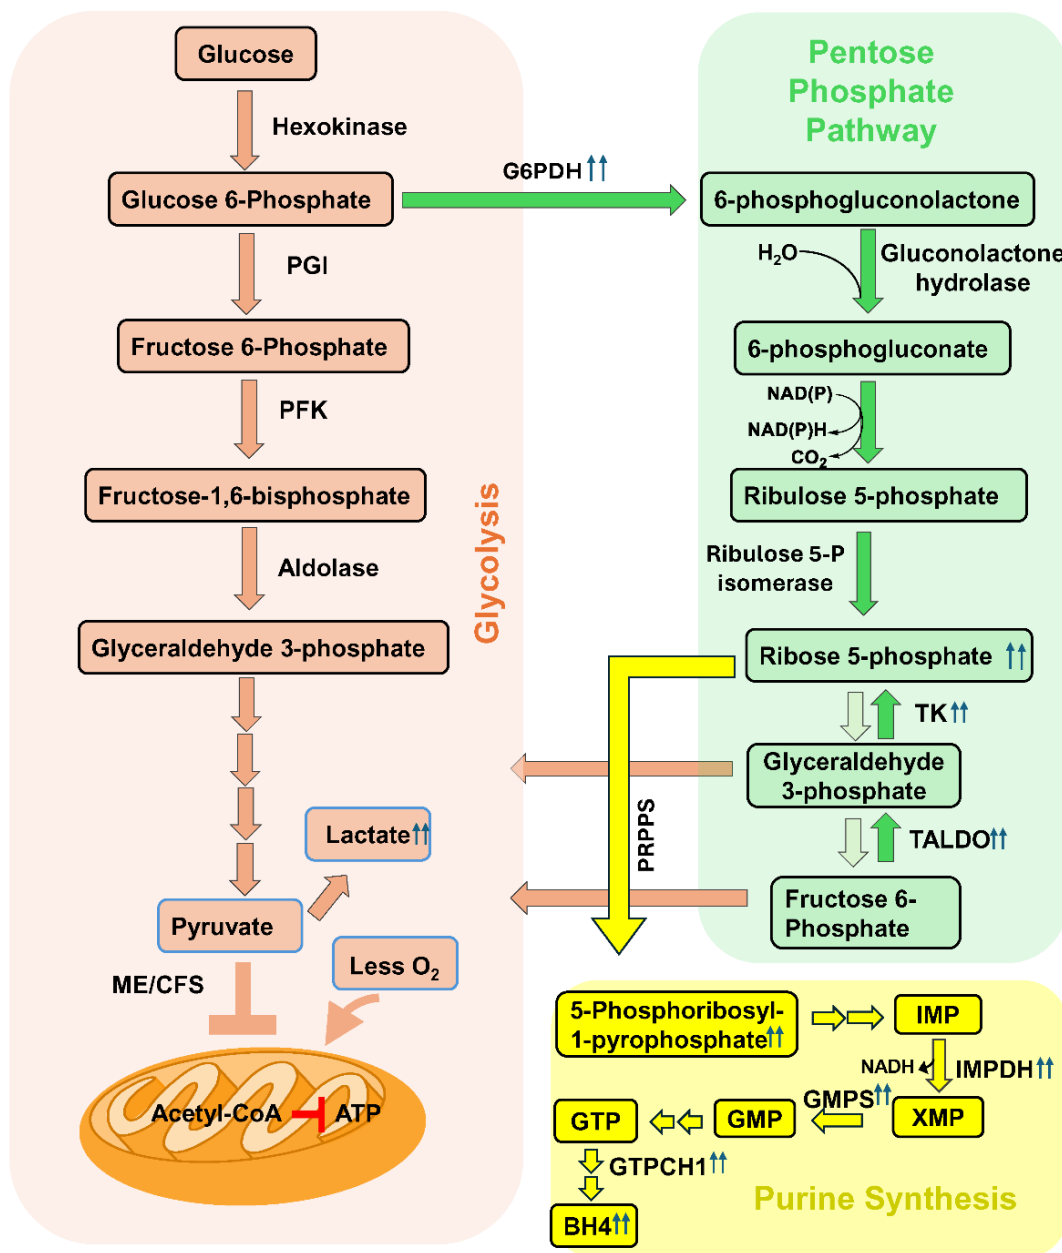 Glucose
Hexokinase
Glucose 6-Phosphate
PGI
Fructose 6-Phosphate
PFK
Fructose-1,6-bisphosphate
Aldolase
Glyceraldehyde 3-phosphate
Glycolysis
Lactate↑↑
Pyruvate
Less O₂
ME/CFS
Acetyl-CoA
ATP
G6PDH↑↑
Pentose
Phosphate
Pathway
6-phosphogluconolactone
H₂O
Gluconolactone
hydrolase
6-phosphogluconate
NAD(P)
NAD(P)H
CO₂
Ribulose 5-phosphate
Ribulose 5-P
isomerase
Ribose 5-phosphate ↑↑
TK↑↑
Glyceraldehyde
3-phosphate
TALDO↑↑
Fructose 6-
Phosphate
PRPPS
5-Phosphoribosyl-
1-pyrophosphate↑↑
IMP
NADH
IMPDH↑↑
XMP
GMPS↑↑
GMP
GTP
GTPCH1↑↑
BH4↑↑
Purine Synthesis